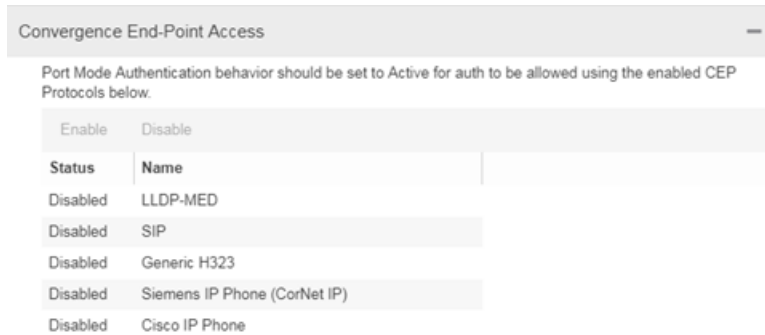 Convergence End-Point Access
Port Mode Authentication behavior should be set to Active for auth to be allowed using the enabled CEP
Protocols below.
Enable Disable
Status Name
Disabled LLDP-MED
Disabled SIP
Disabled Generic H323
Disabled Siemens IP Phone (CorNet IP)
Disabled Cisco IP Phone